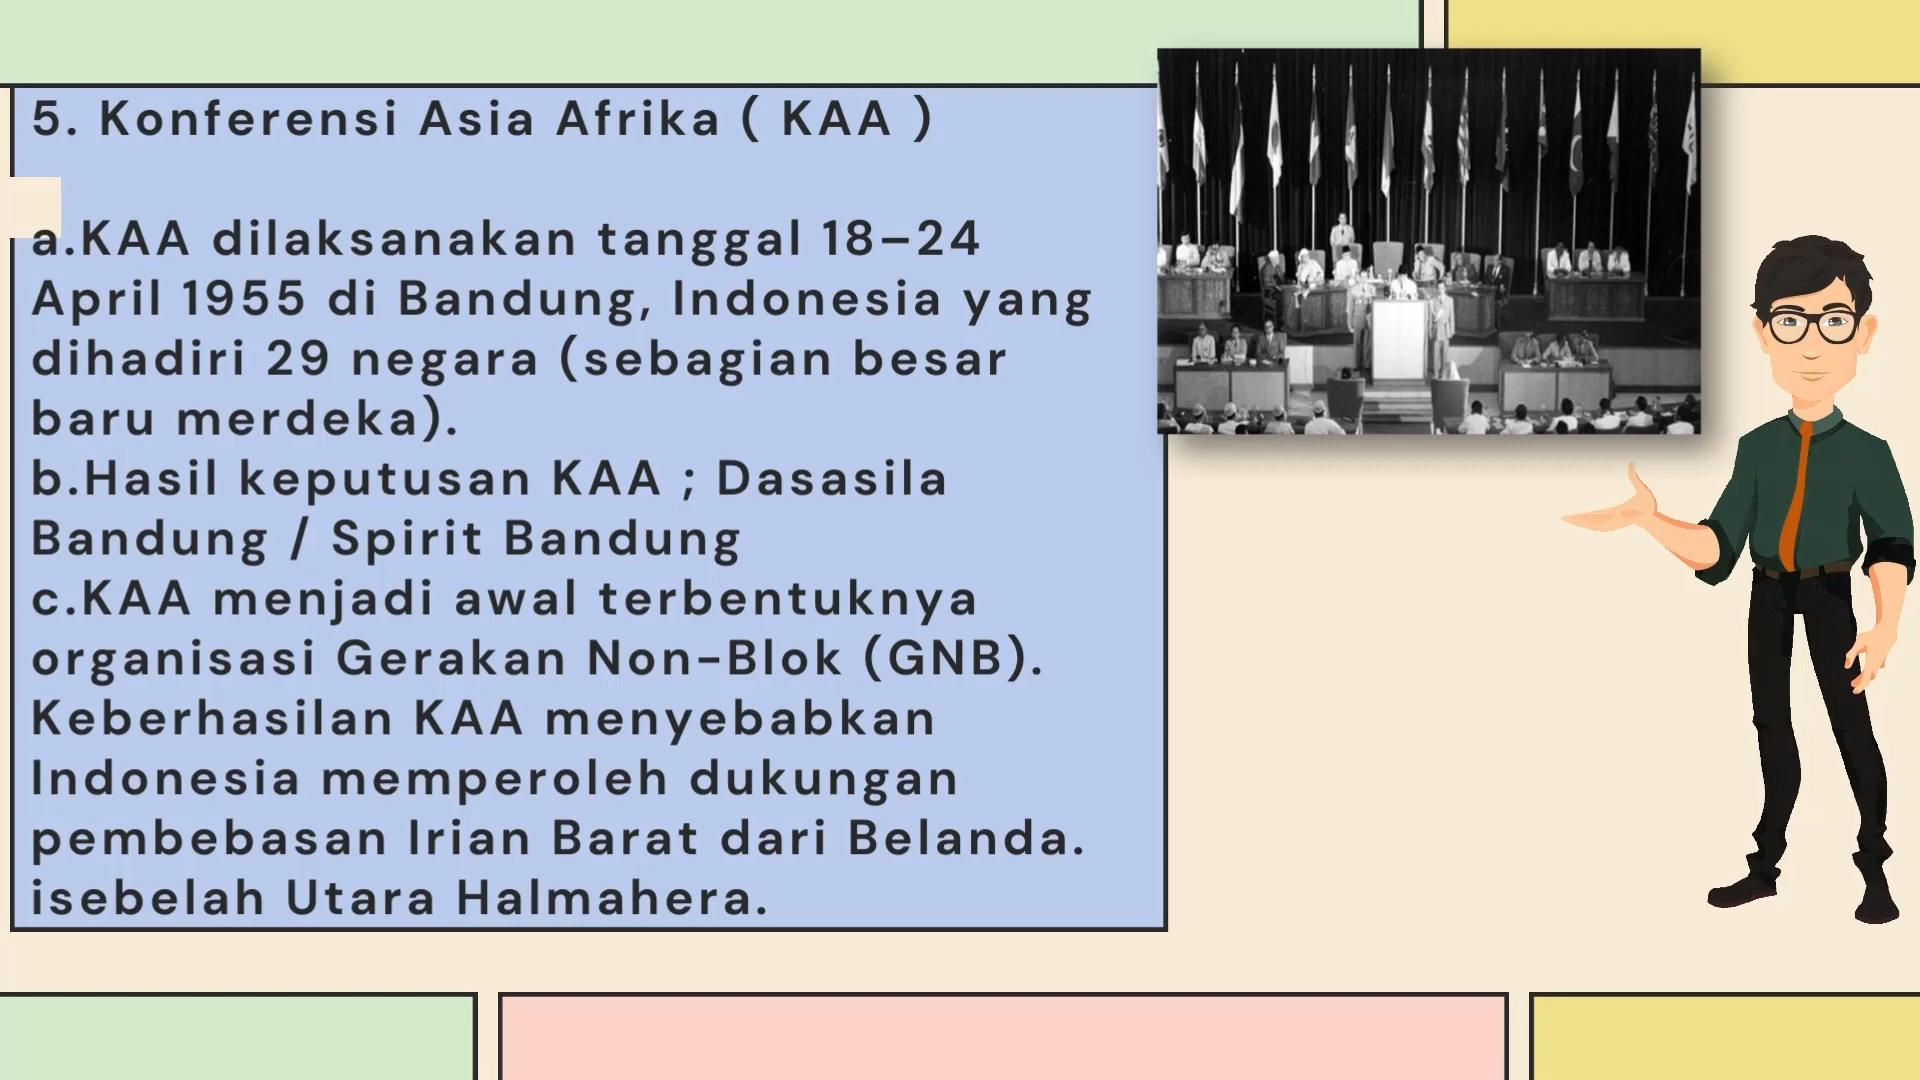 5. Konferensi Asia Afrika ( KAA )
a.KAA dilaksanakan tanggal 18–24
April 1955 di Bandung, Indonesia yang
dihadiri 29 negara (sebagian besar
baru merdeka).
b.Hasil keputusan KAA ; Dasasila
Bandung / Spirit Bandung
c.KAA menjadi awal terbentuknya
organisasi Gerakan Non-Blok (GNB).
Keberhasilan KAA menyebabkan
Indonesia memperoleh dukungan
pembebasan Irian Barat dari Belanda.
isebelah Utara Halmahera.